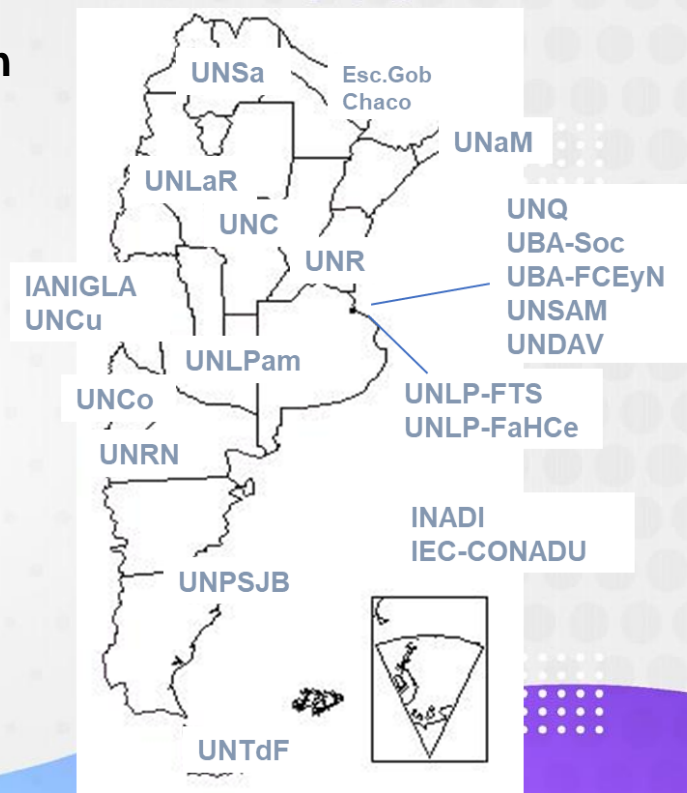 n
UNSa
Esc.Gob
Chaco
UNaM
UNLaR
UNC
UNQ
UBA-Soc
UBA-FCEyN
UNSAM
UNDAV
UNR
IANIGLA
UNCu
UNLPam
UNCo
UNLP-FTS
UNLP-FaHCe
UNRN
INADI
IEC-CONADU
UNPSJB
UNTdF